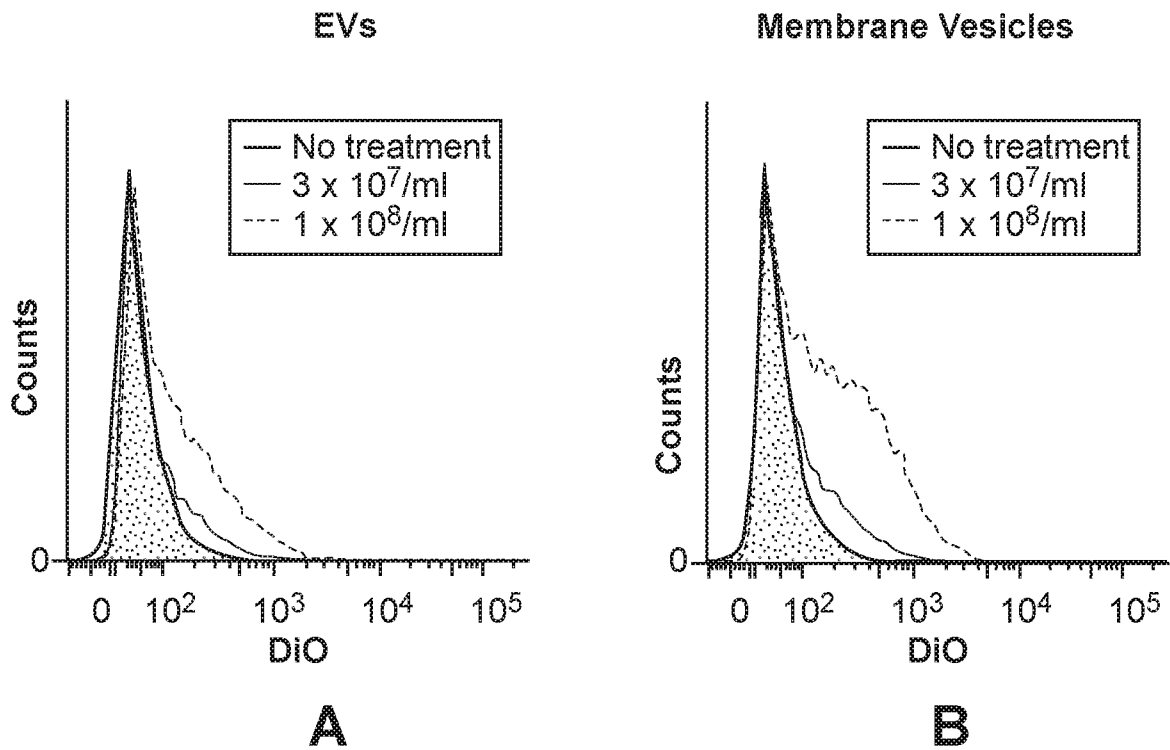 EVs
No treatment
3 x 10⁷/ml
1 x 10⁸/ml
Counts
0
0 10² 10³ 10⁴ 10⁵
DiO
A
Membrane Vesicles
No treatment
3 x 10⁷/ml
1 x 10⁸/ml
Counts
0
0 10² 10³ 10⁴ 10⁵
DiO
B